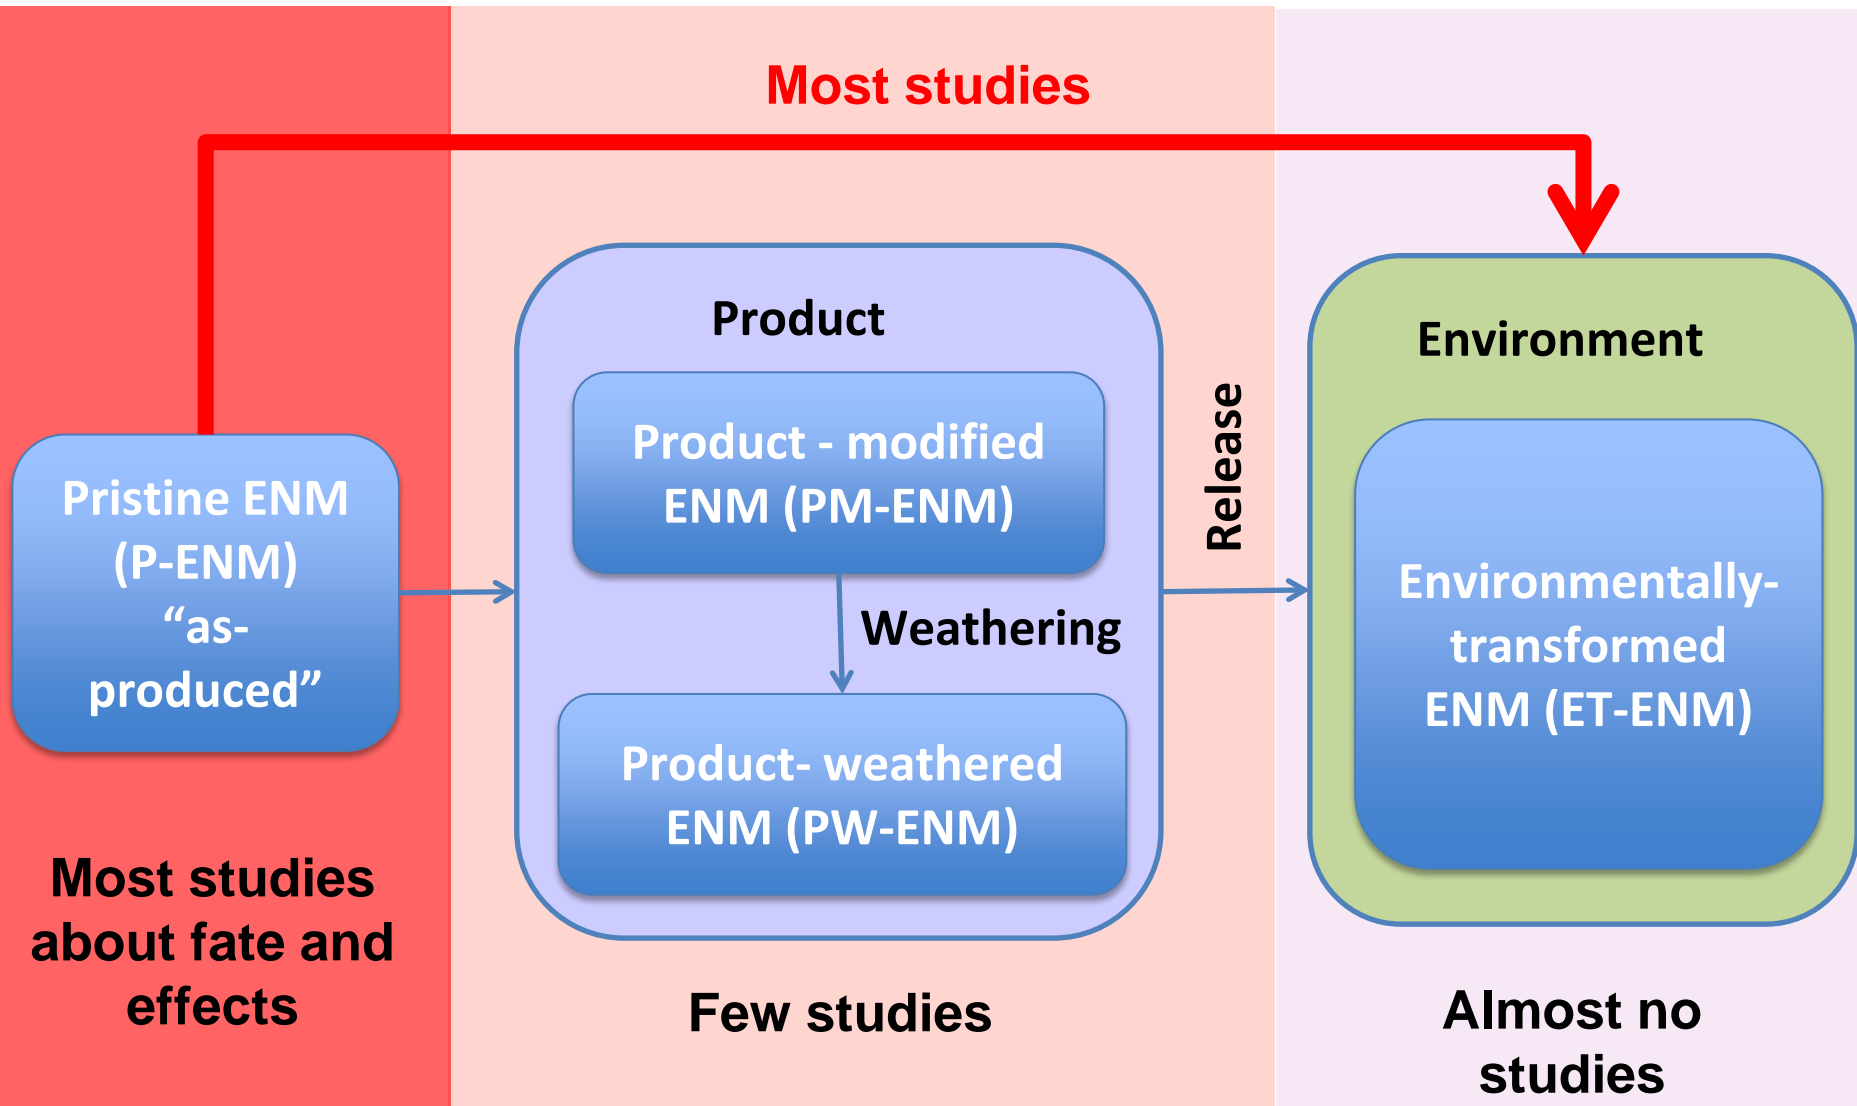 Most studies
Pristine ENM
(P-ENM)
“as-
produced”
Most studies
about fate and
effects
Product
Product - modified
ENM (PM-ENM)
Weathering
Product- weathered
ENM (PW-ENM)
Few studies
Release
Environment
Environmentally-
transformed
ENM (ET-ENM)
Almost no
studies